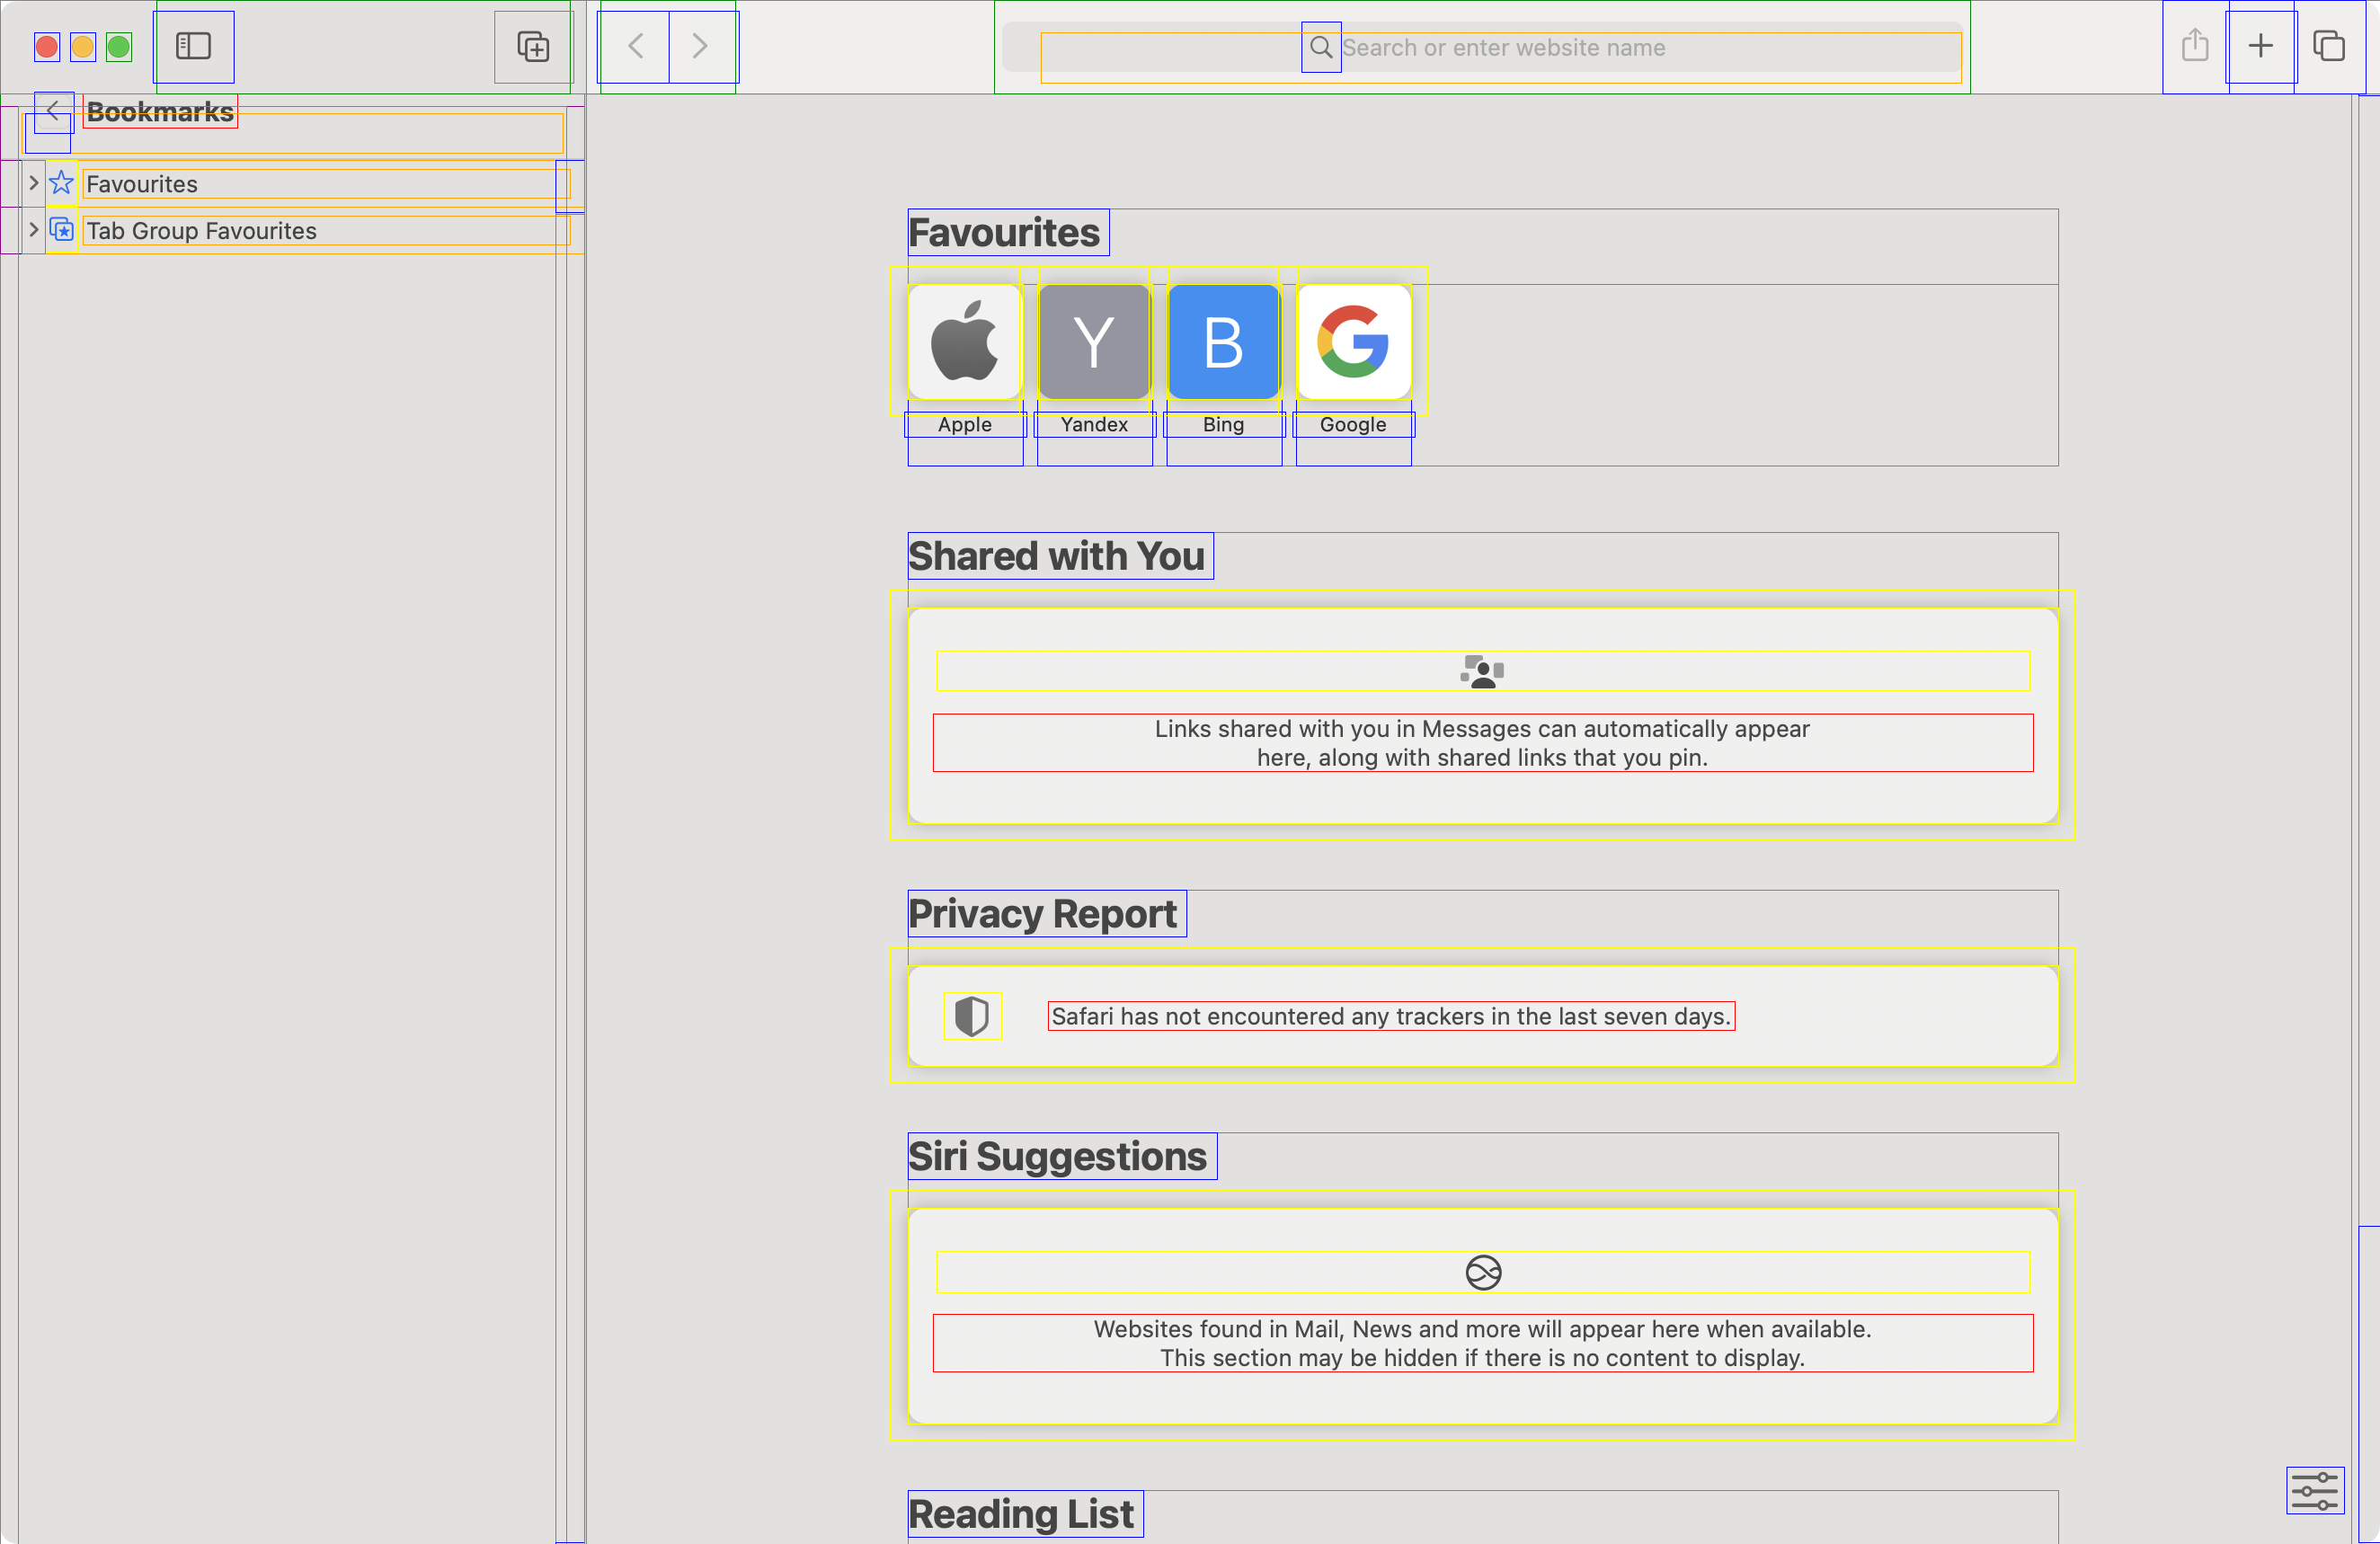 Search or enter website name
Bookmarks
Favourites
Tab Group Favourites
Favourites
Y
B
Apple
Yandex
Bing
Google
Shared with You
Links shared with you in Messages can automatically appear
here, along with shared links that you pin.
Privacy Report
Safari has not encountered any trackers in the last seven days.
Siri Suggestions
Websites found in Mail, News and more will appear here when available.
This section may be hidden if there is no content to display.
Reading List